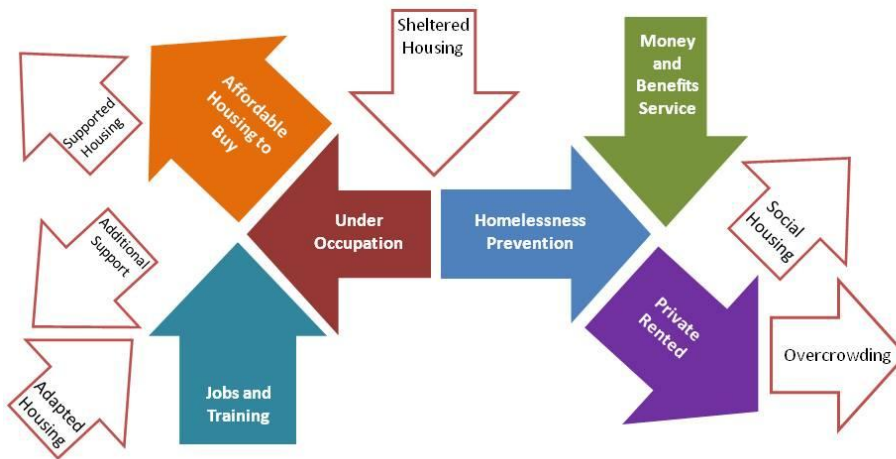 Sheltered
Housing
Money
and
Benefits
Service
Affordable
Housing to
Buy
Supported
Housing
Under
Occupation
Homelessness
Prevention
Social
Housing
Additional
Support
Private
Rented
Overcrowding
Jobs and
Training
Adapted
Housing